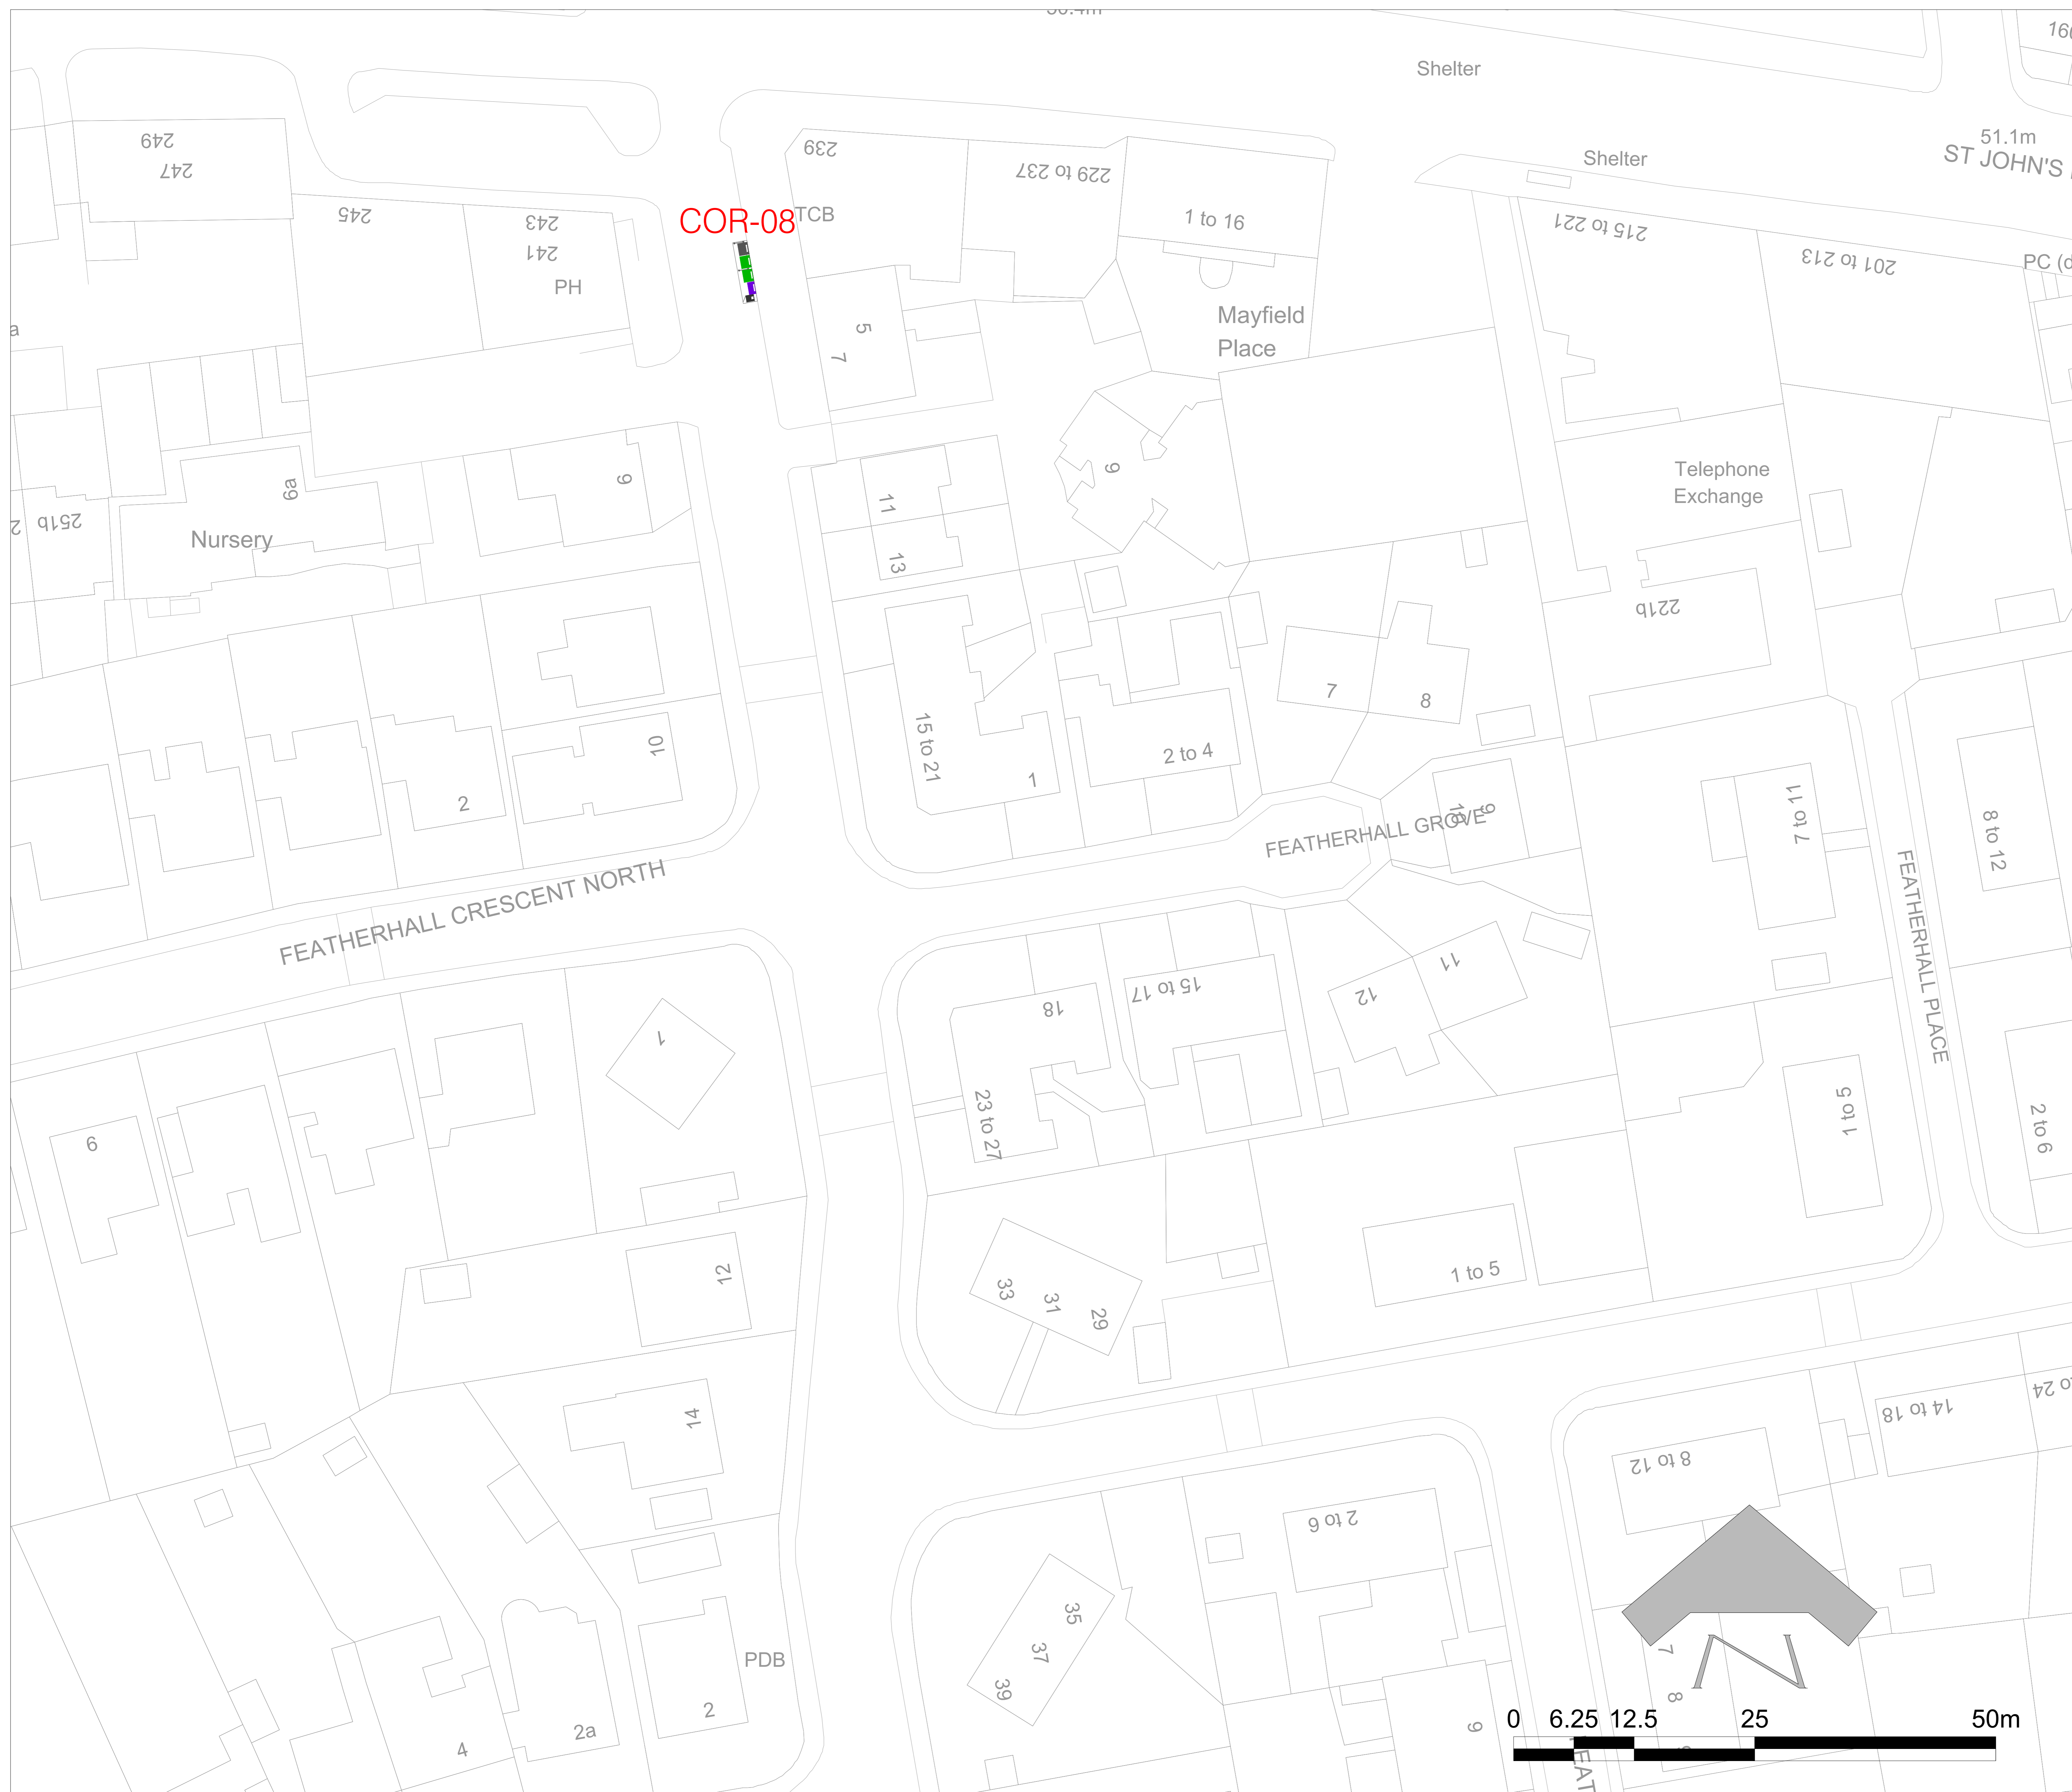 Shelter
51.1m
ST JOHN'S
Shelter
249
247
245
243
241
PH
COR-08
TCB
239
229 to 237
1 to 16
215 to 221
201 to 213
PC (d
a
5
7
Mayfield
Place
Telephone
Exchange
251b
6a
Nursery
11
13
221b
7
8
15 to 21
1
2 to 4
2
10
FEATHERHALL GROVE
7 to 11
8 to 12
FEATHERHALL CRESCENT NORTH
FEATHERHALL PLACE
18
15 to 17
12
11
1
23 to 27
1 to 5
2 to 6
12
33
31
29
1 to 5
14
14 to 18
8 to 12
2 to 6
35
37
39
PDB
2
2a
4
7
8
N
0 6.25 12.5 25 50m